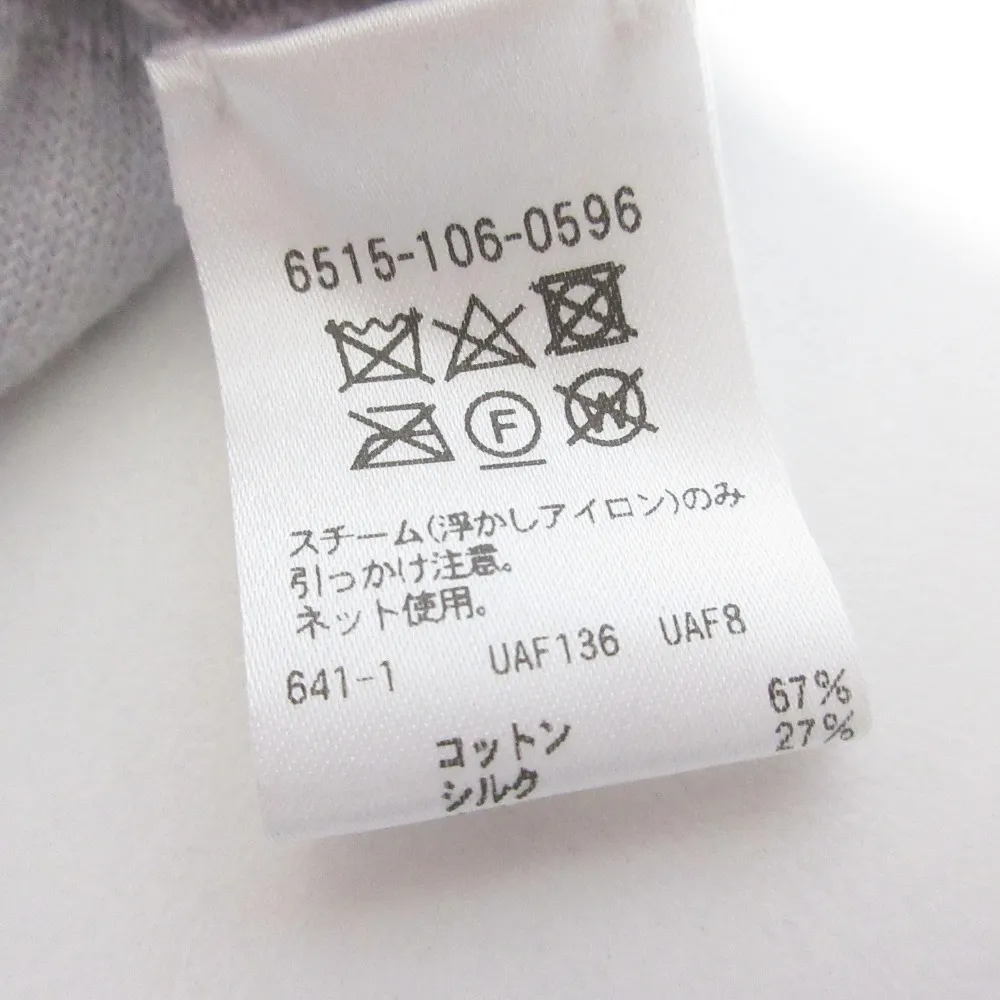 6515-106-0596
F W
スチーム(浮かしアイロン)のみ
引っかけ注意。
ネット使用。
641-1 UAF136 UAF8
コットン 67%
シルク 27%